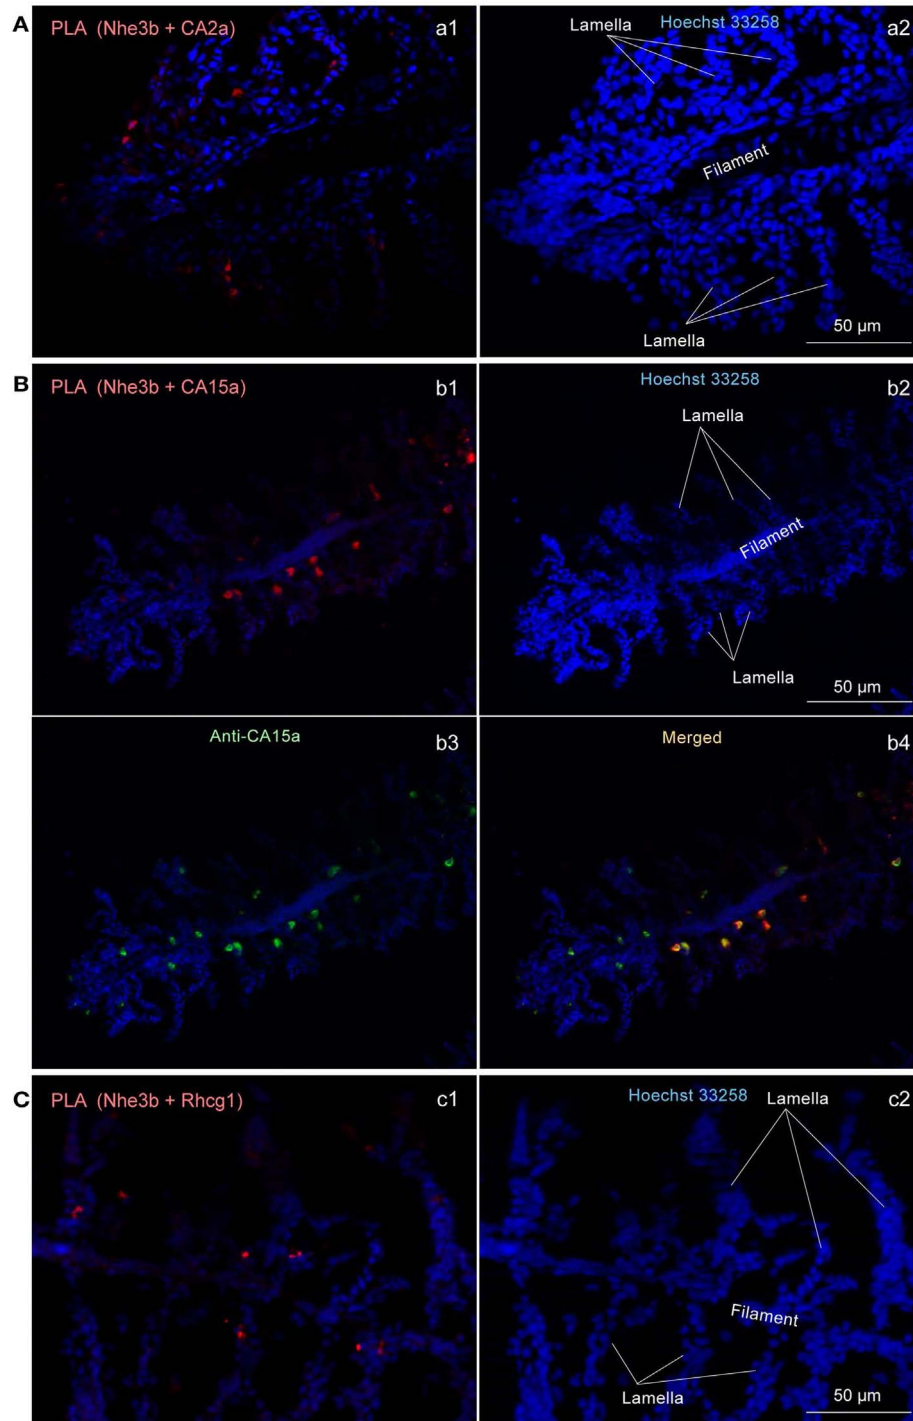 A
PLA (Nhe3b + CA2a)
a1
Lamella
Hoechst 33258
a2
Filament
Lamella
50 µm
B
PLA (Nhe3b + CA15a)
b1
Hoechst 33258
b2
Lamella
Filament
Lamella
50 µm
Anti-CA15a
b3
Merged
b4
C
PLA (Nhe3b + Rhcg1)
c1
Hoechst 33258
Lamella
c2
Filament
Lamella
50 µm